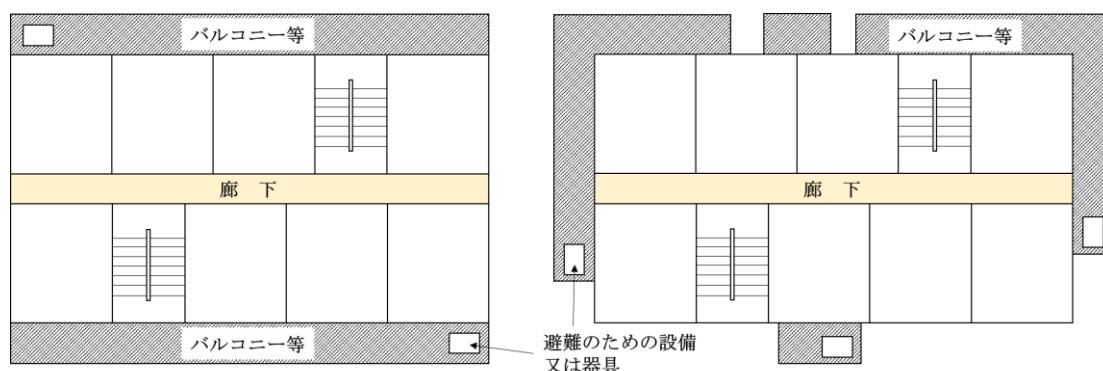 バルコニー等
バルコニー等
廊 下
廊 下
バルコニー等
避難のための設備
又は器具